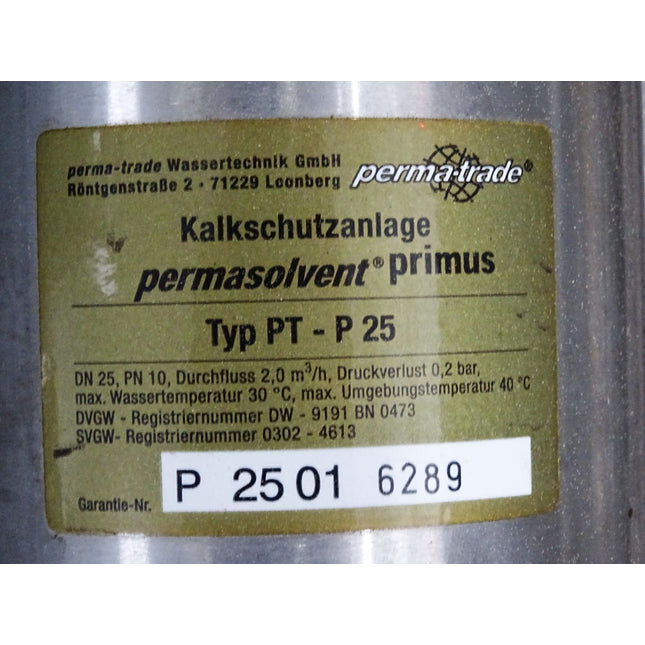 perma-trade Wassertechnik GmbH
Röntgenstraße 2 · 71229 Leonberg
perma-trade®
Kalkschutzanlage
permasolvent® primus
Typ PT - P 25
DN 25, PN 10, Durchfluss 2,0 m³/h, Druckverlust 0,2 bar,
max. Wassertemperatur 30 °C, max. Umgebungstemperatur 40 °C
DVGW - Registriernummer DW - 9191 BN 0473
SVGW- Registriernummer 0302 - 4613
Garantie-Nr. P 25 01 6289